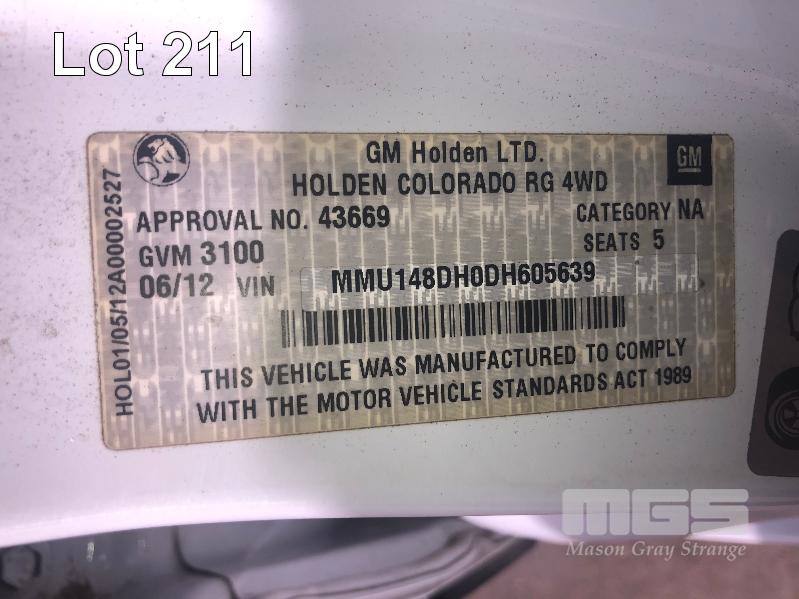 Lot 211
GM Holden LTD.
GM
HOLDEN COLORADO RG 4WD
APPROVAL NO. 43669
CATEGORY NA
GVM 3100
SEATS 5
06/12 VIN MMU148DH0DH605639
THIS VEHICLE WAS MANUFACTURED TO COMPLY
WITH THE MOTOR VEHICLE STANDARDS ACT 1989
HOL01/05/12A00002527
MGS
Mason Gray Strange